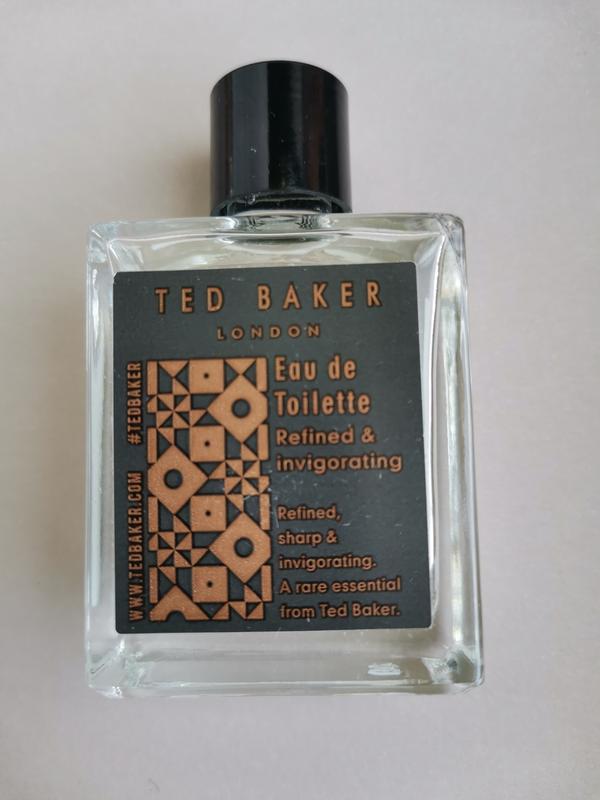 TED BAKER
LONDON
#TEDBAKER
WWW.TEDBAKER.COM
Eau de
Toilette
Refined &
invigorating
Refined,
sharp &
invigorating.
A rare essential
from Ted Baker.